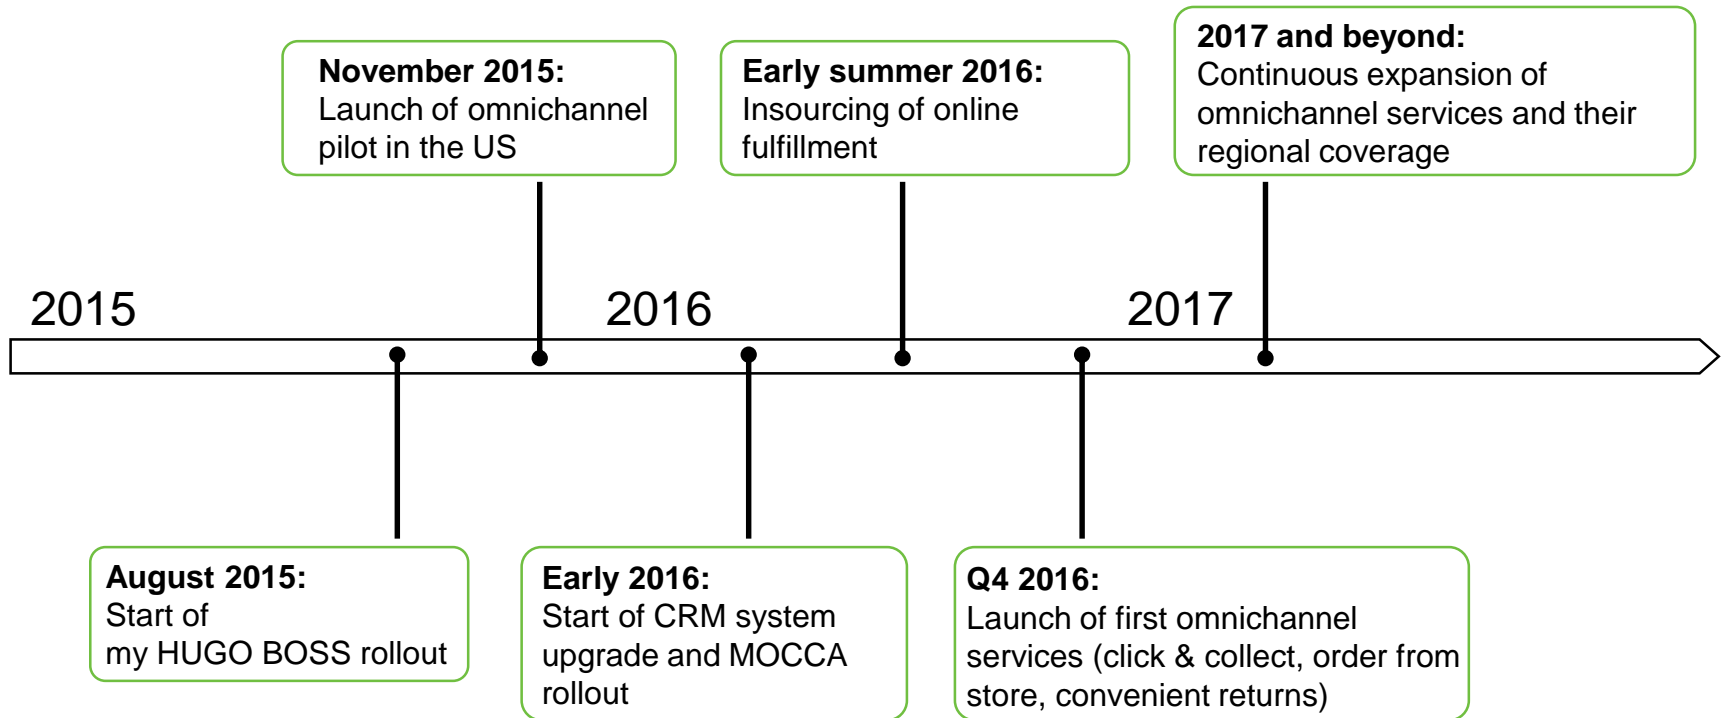 November 2015:
Launch of omnichannel
pilot in the US
Early summer 2016:
Insourcing of online
fulfillment
2017 and beyond:
Continuous expansion of
omnichannel services and their
regional coverage
2015
2016
2017
August 2015:
Start of
my HUGO BOSS rollout
Early 2016:
Start of CRM system
upgrade and MOCCA
rollout
Q4 2016:
Launch of first omnichannel
services (click & collect, order from
store, convenient returns)